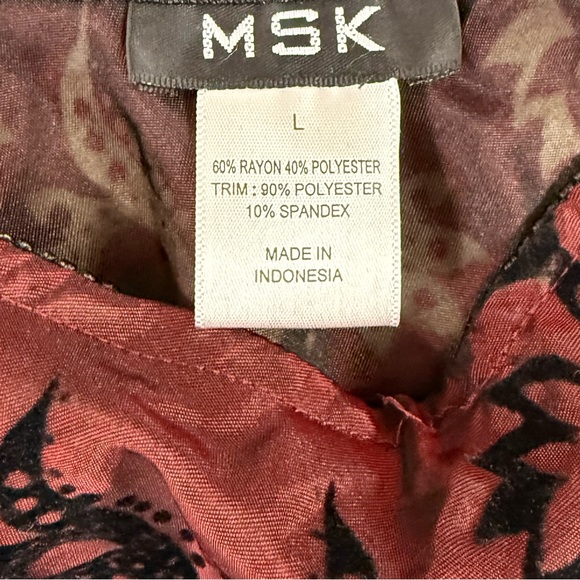 MSK
L
60% RAYON 40% POLYESTER
TRIM : 90% POLYESTER
10% SPANDEX
MADE IN
INDONESIA